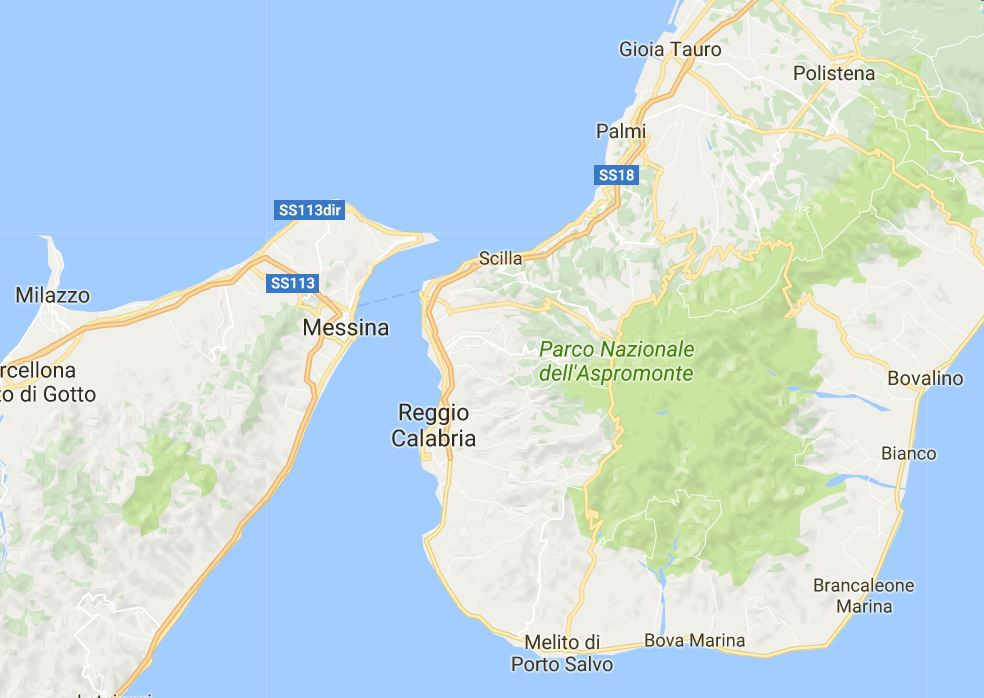 Gioia Tauro
Polistena
Palmi
SS18
SS113dir
Scilla
SS113
Milazzo
Messina
Parco Nazionale
dell'Aspromonte
rcellona
o di Gotto
Bovalino
Reggio
Calabria
Bianco
Brancaleone
Marina
Melito di
Porto Salvo
Bova Marina